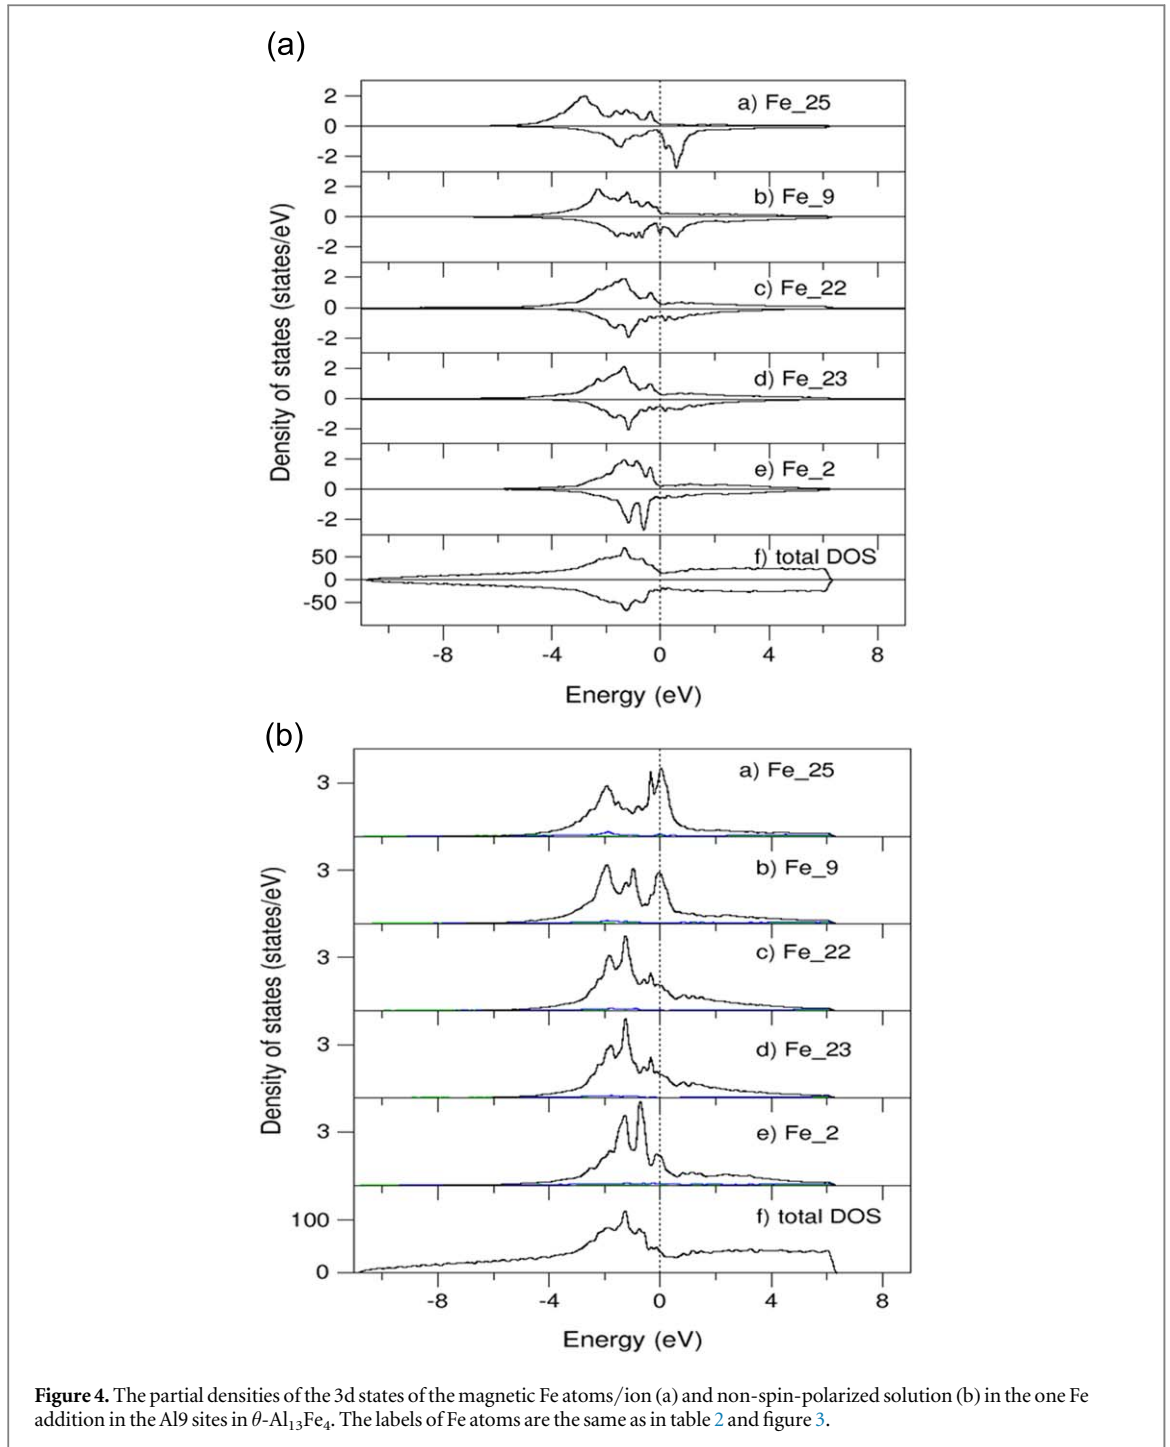 (a)
2
0
-2
a) Fe_25
2
0
-2
b) Fe_9
2
0
-2
c) Fe_22
2
0
-2
d) Fe_23
2
0
-2
e) Fe_2
50
0
-50
f) total DOS
Density of states (states/eV)
-8 -4 0 4 8
Energy (eV)
(b)
3
a) Fe_25
3
b) Fe_9
3
c) Fe_22
3
d) Fe_23
3
e) Fe_2
100
0
f) total DOS
Density of states (states/eV)
-8 -4 0 4 8
Energy (eV)
Figure 4. The partial densities of the 3d states of the magnetic Fe atoms/ion (a) and non-spin-polarized solution (b) in the one Fe
addition in the Al9 sites in θ-Al₁₃Fe₄. The labels of Fe atoms are the same as in table 2 and figure 3.